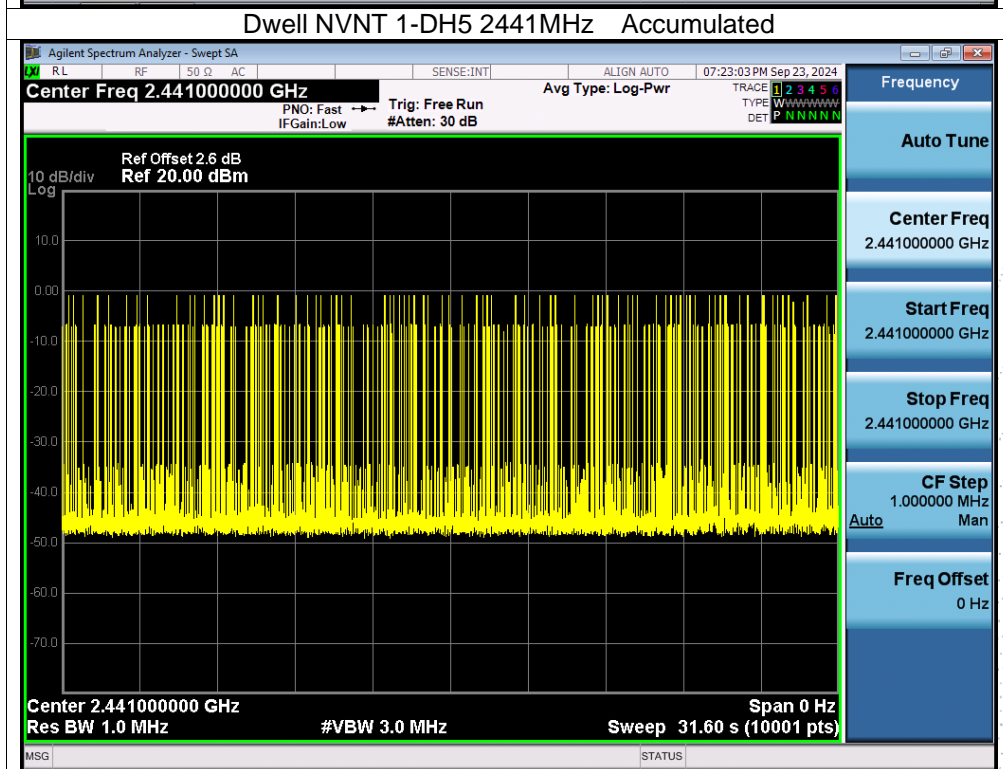 Dwell NVNT 1-DH5 2441MHz Accumulated
Agilent Spectrum Analyzer - Swept SA
LXI RL RF 50 Ω AC SENSE:INT ALIGN AUTO 07:23:03 PM Sep 23, 2024
Center Freq 2.441000000 GHz
PNO: Fast
IFGain:Low
Trig: Free Run
#Atten: 30 dB
Avg Type: Log-Pwr
TRACE 1 2 3 4 5 6
TYPE WWWWWWW
DET P N N N N N
Frequency
Auto Tune
Center Freq
2.441000000 GHz
Start Freq
2.441000000 GHz
Stop Freq
2.441000000 GHz
CF Step
1.000000 MHz
Auto Man
Freq Offset
0 Hz
Ref Offset 2.6 dB
10 dB/div Ref 20.00 dBm
Log
10.0
0.00
-10.0
-20.0
-30.0
-40.0
-50.0
-60.0
-70.0
Center 2.441000000 GHz Span 0 Hz
Res BW 1.0 MHz #VBW 3.0 MHz Sweep 31.60 s (10001 pts)
MSG STATUS